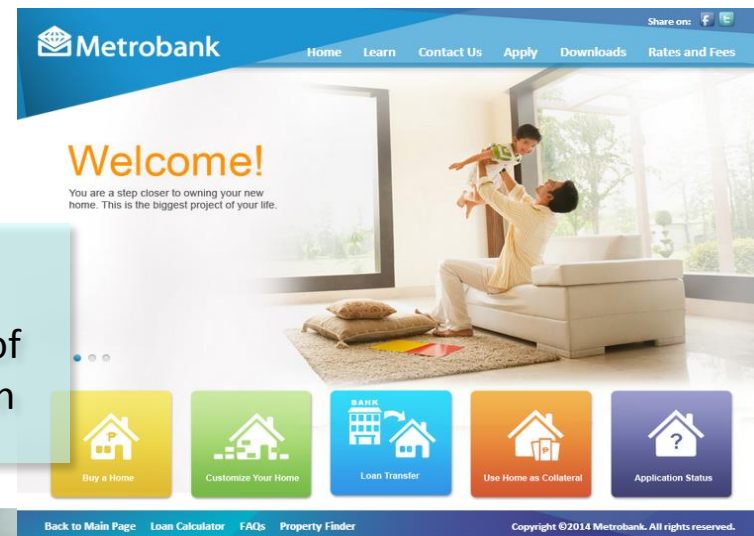 Share on:
Metrobank
Home Learn Contact Us Apply Downloads Rates and Fees
Welcome!
You are a step closer to owning your new
home. This is the biggest project of your life.
of
n
BANK
₱
₱
?
Buy a Home
Customize Your Home
Loan Transfer
Use Home as Collateral
Application Status
Back to Main Page Loan Calculator FAQs Property Finder
Copyright ©2014 Metrobank. All rights reserved.